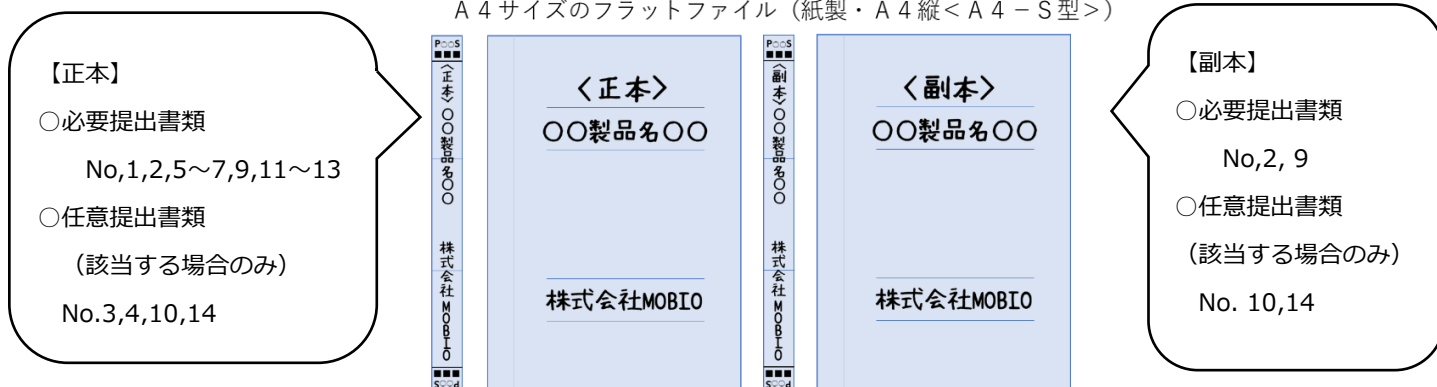 A4サイズのフラットファイル（紙製・A4縦<A4－S型>）
【正本】
○必要提出書類
No,1,2,5～7,9,11～13
○任意提出書類
（該当する場合のみ）
No.3,4,10,14
P○○S
〈正本〉○○製品名○○ 株式会社MOBIO
P○○S
〈正本〉
○○製品名○○
株式会社MOBIO
P○○S
〈副本〉○○製品名○○ 株式会社MOBIO
P○○S
〈副本〉
○○製品名○○
株式会社MOBIO
【副本】
○必要提出書類
No,2, 9
○任意提出書類
（該当する場合のみ）
No. 10,14